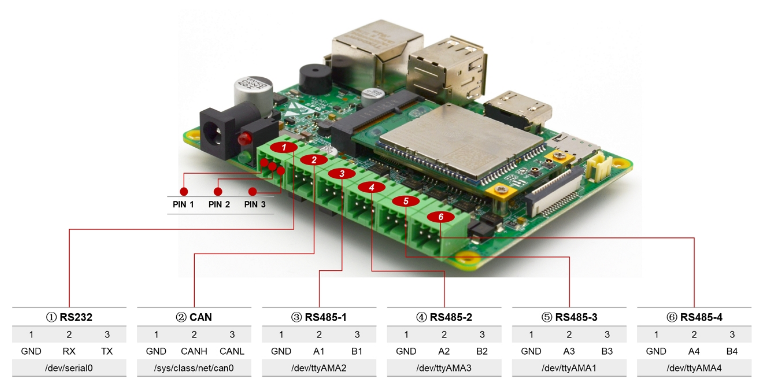 1
2
3
4
5
6
PIN 1 PIN 2 PIN 3
① RS232 ② CAN ③ RS485-1 ④ RS485-2 ⑤ RS485-3 ⑥ RS485-4
1 2 3 1 2 3 1 2 3 1 2 3 1 2 3 1 2 3
GND RX TX GND CANH CANL GND A1 B1 GND A2 B2 GND A3 B3 GND A4 B4
/dev/serial0 /sys/class/net/can0 /dev/ttyAMA2 /dev/ttyAMA3 /dev/ttyAMA1 /dev/ttyAMA4